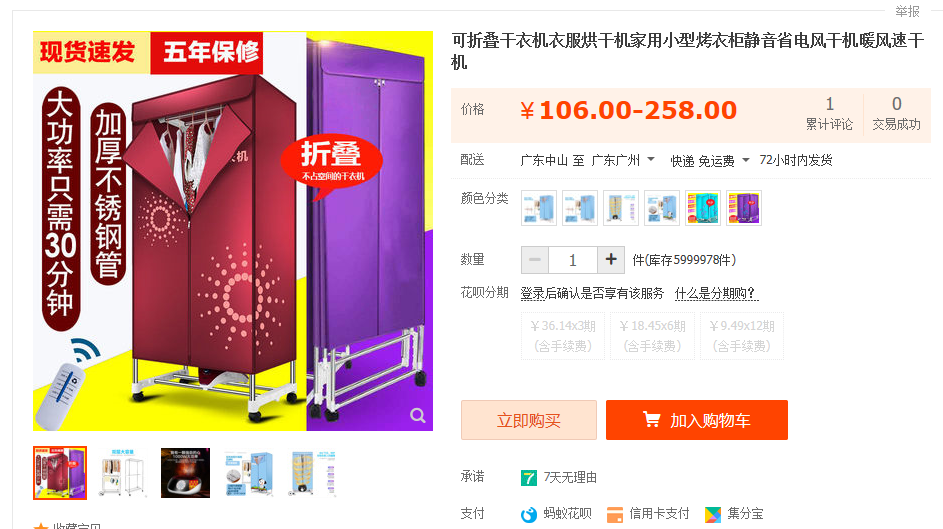 举报
现货速发
五年保修
大功率只需30分钟
加厚不锈钢管
衣机
折叠
不占空间的干衣机
可折叠干衣机衣服烘干机家用小型烤衣柜静音省电风干机暖风速干
机
价格
¥106.00-258.00
1
累计评论
0
交易成功
配送
广东中山 至 广东广州
快递 免运费
72小时内发货
颜色分类
数量
1
件(库存5999978件)
花呗分期
登录后确认是否享有该服务
什么是分期购?
¥36.14x3期
(含手续费)
¥18.45x6期
(含手续费)
¥9.49x12期
(含手续费)
立即购买
加入购物车
承诺
7
7天无理由
支付
蚂蚁花呗
信用卡支付
集分宝
收藏宝贝